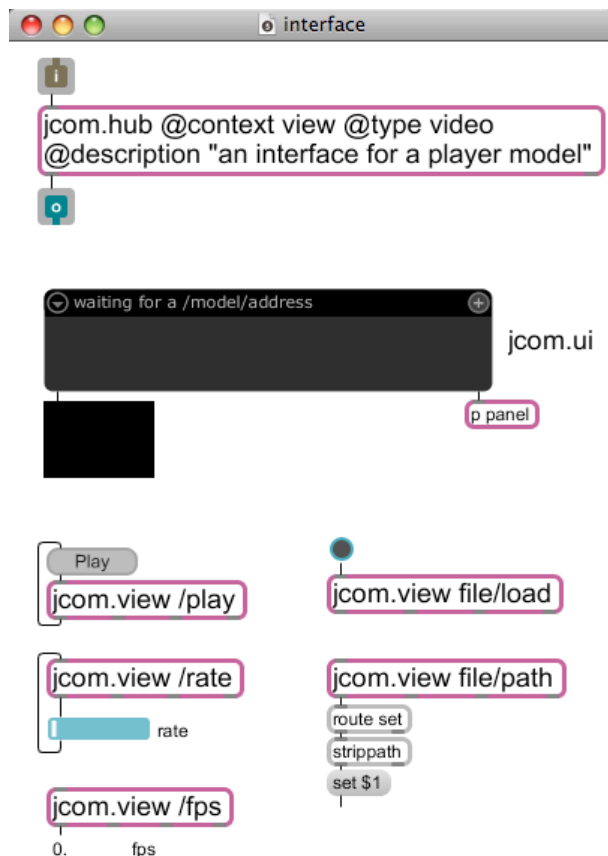 interface
i
jcom.hub @context view @type video
@description "an interface for a player model"
o
waiting for a /model/address
jcom.ui
p panel
Play
jcom.view /play
jcom.view file/load
jcom.view /rate
jcom.view file/path
rate
route set
strippath
set $1
jcom.view /fps
0. fps